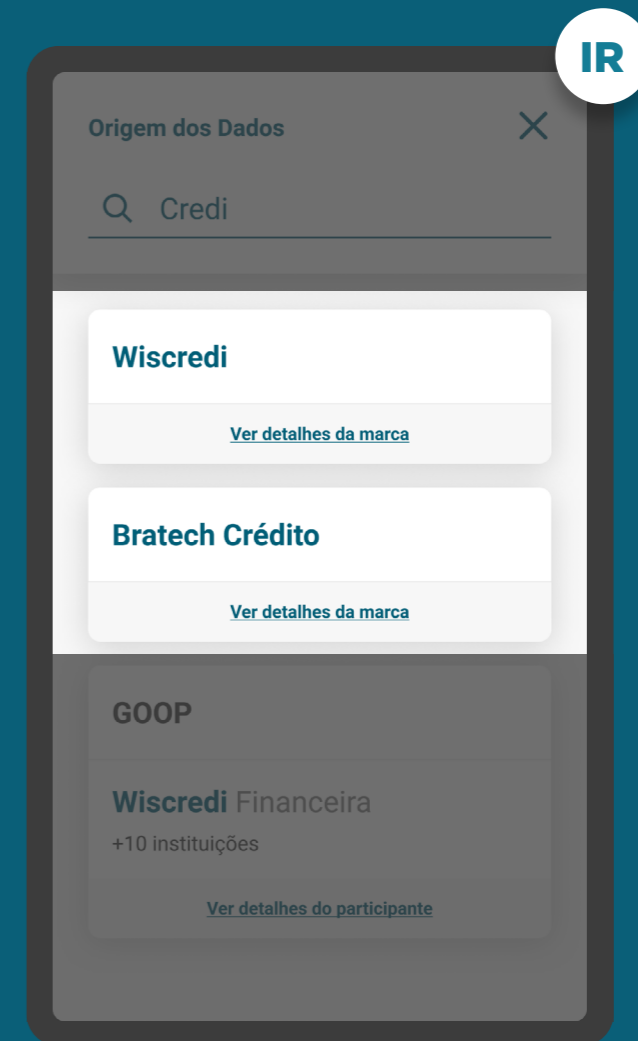 IR
Origem dos Dados
Credi
Wiscredi
Ver detalhes da marca
Bratech Crédito
Ver detalhes da marca
GOOP
Wiscredi Financeira
+10 instituições
Ver detalhes do participante